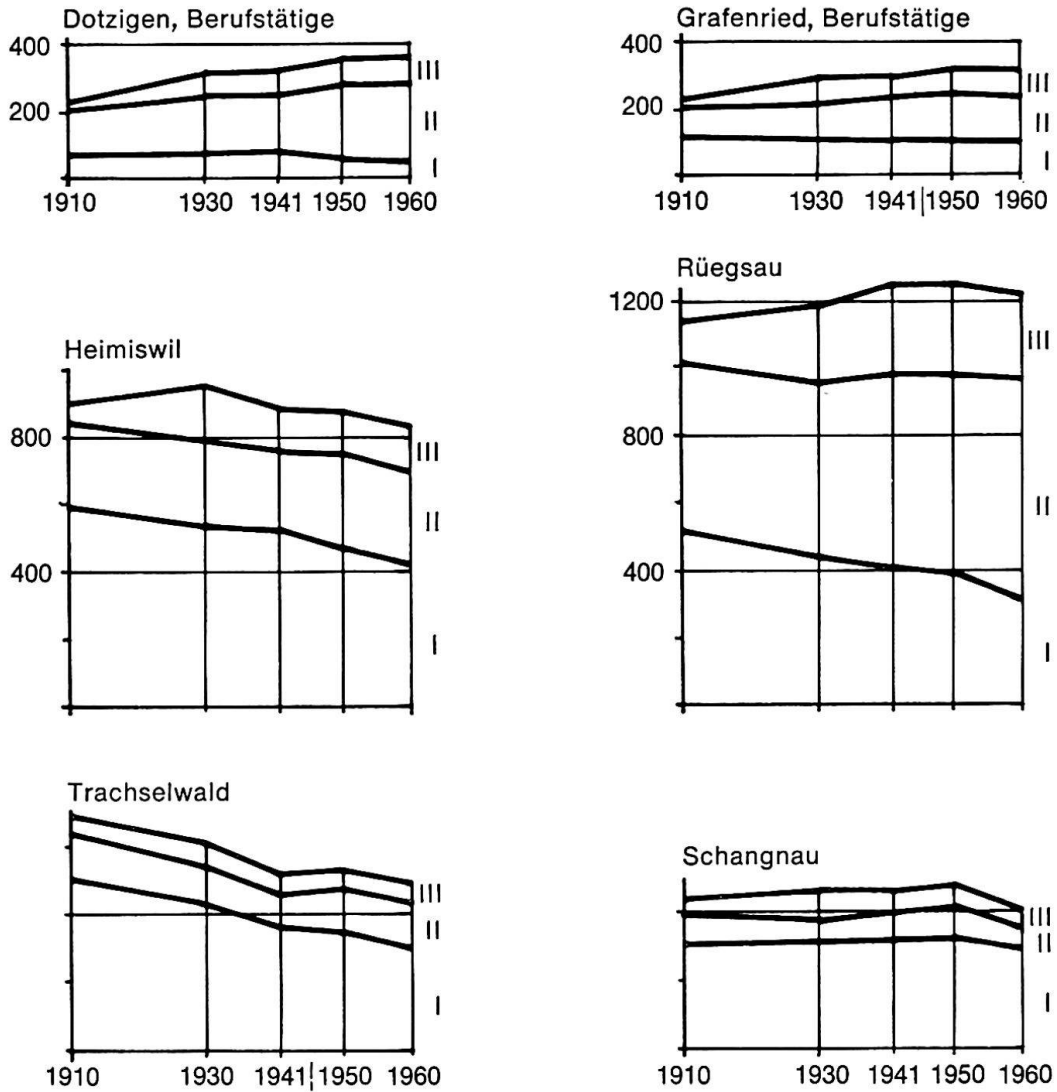 Dotzigen, Berufstätige
400
200
III
II
I
1910 1930 1941 1950 1960
Grafenried, Berufstätige
400
200
III
II
I
1910 1930 1941 1950 1960
Heimiswil
800
400
III
II
I
Rüegsau
1200
800
400
III
II
I
Trachselwald
III
II
I
1910 1930 1941 1950 1960
Schangnau
III
II
I
1910 1930 1941 1950 1960